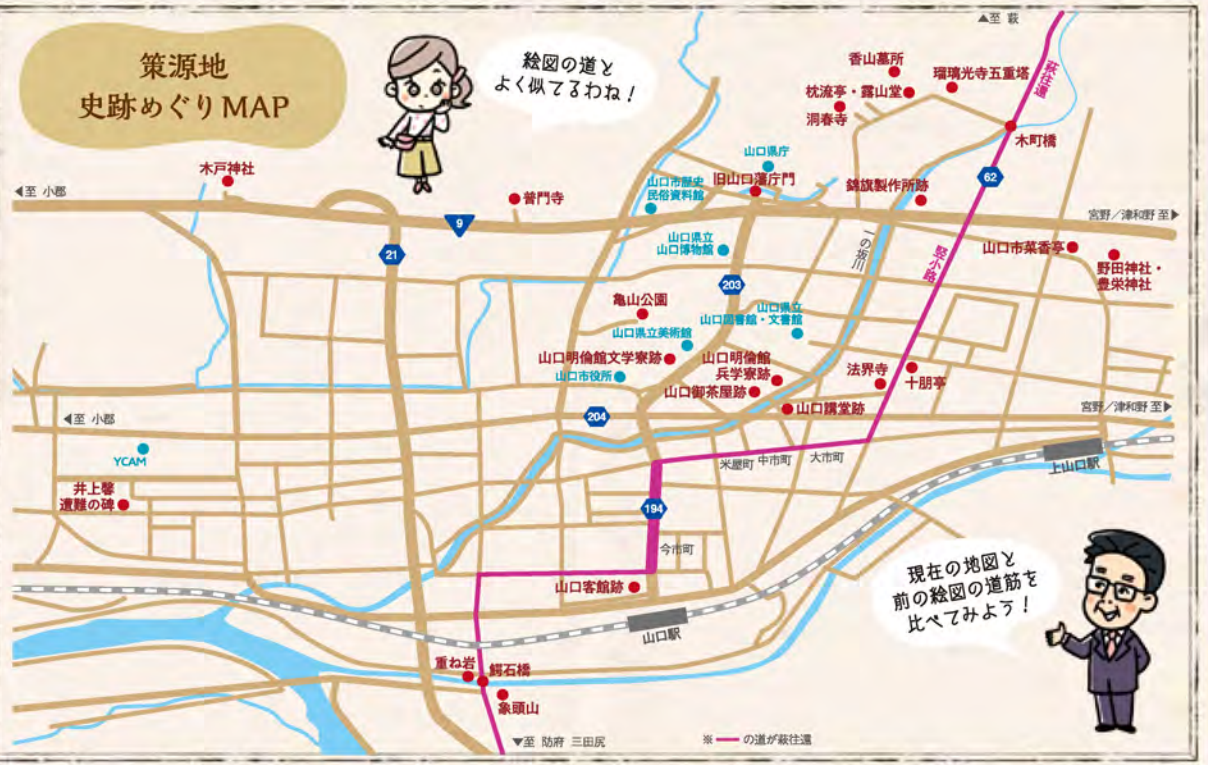 策源地
史跡めぐりMAP
絵図の道と
よく似てるわね！
▲至 萩
萩往還
香山墓所
瑠璃光寺五重塔
枕流亭・露山堂
洞春寺
木町橋
木戸神社
◀至 小郡
普門寺
山口県庁
山口市歴史
民俗資料館
旧山口藩庁門
錦旗製作所跡
62
宮野／津和野 至▶
9
21
山口県立
山口博物館
一の坂川
竪小路
山口市菜香亭
野田神社・
豊栄神社
203
亀山公園
山口県立
山口図書館・文書館
山口県立美術館
山口明倫館文学寮跡
山口明倫館
兵学寮跡
法界寺
十朋亭
山口市役所
山口御茶屋跡
山口講堂跡
◀至 小郡
204
宮野／津和野 至▶
YCAM
米屋町
中市町
大市町
上山口駅
井上馨
遭難の碑
194
今市町
山口客館跡
山口駅
現在の地図と
前の絵図の道筋を
比べてみよう！
重ね岩
鰐石橋
象頭山
▼至 防府 三田尻
※ の道が萩往還